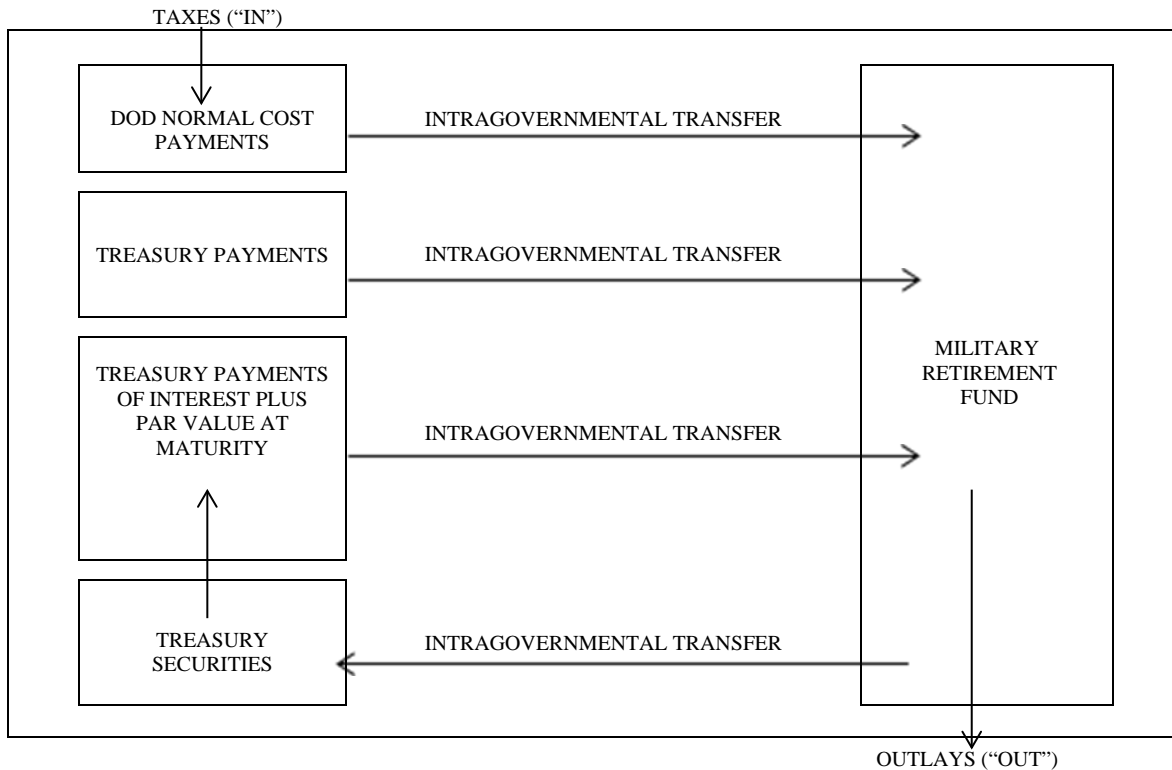 TAXES (“IN”)
DOD NORMAL COST
PAYMENTS
INTRAGOVERNMENTAL TRANSFER
TREASURY PAYMENTS
INTRAGOVERNMENTAL TRANSFER
TREASURY PAYMENTS
OF INTEREST PLUS
PAR VALUE AT
MATURITY
INTRAGOVERNMENTAL TRANSFER
MILITARY
RETIREMENT
FUND
TREASURY
SECURITIES
INTRAGOVERNMENTAL TRANSFER
OUTLAYS (“OUT”)